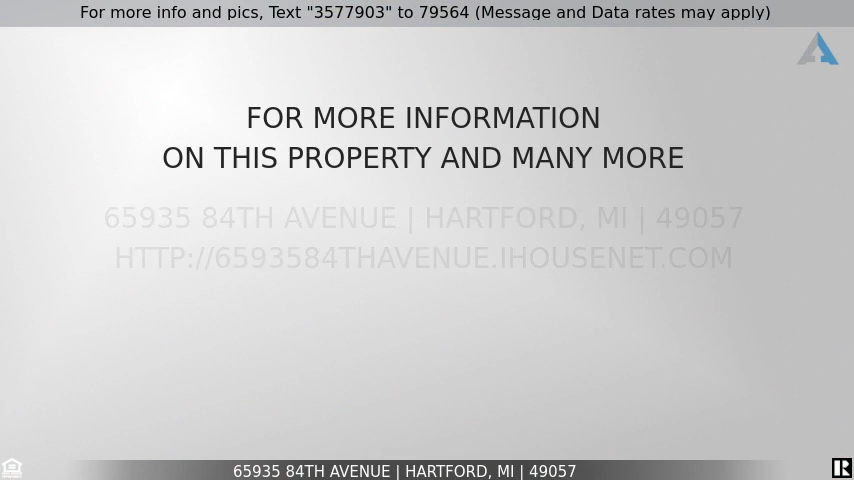 For more info and pics, Text "3577903" to 79564 (Message and Data rates may apply)
FOR MORE INFORMATION
ON THIS PROPERTY AND MANY MORE
65935 84TH AVENUE | HARTFORD, MI | 49057
HTTP://6593584THAVENUE.IHOUSENET.COM
65935 84TH AVENUE | HARTFORD, MI | 49057